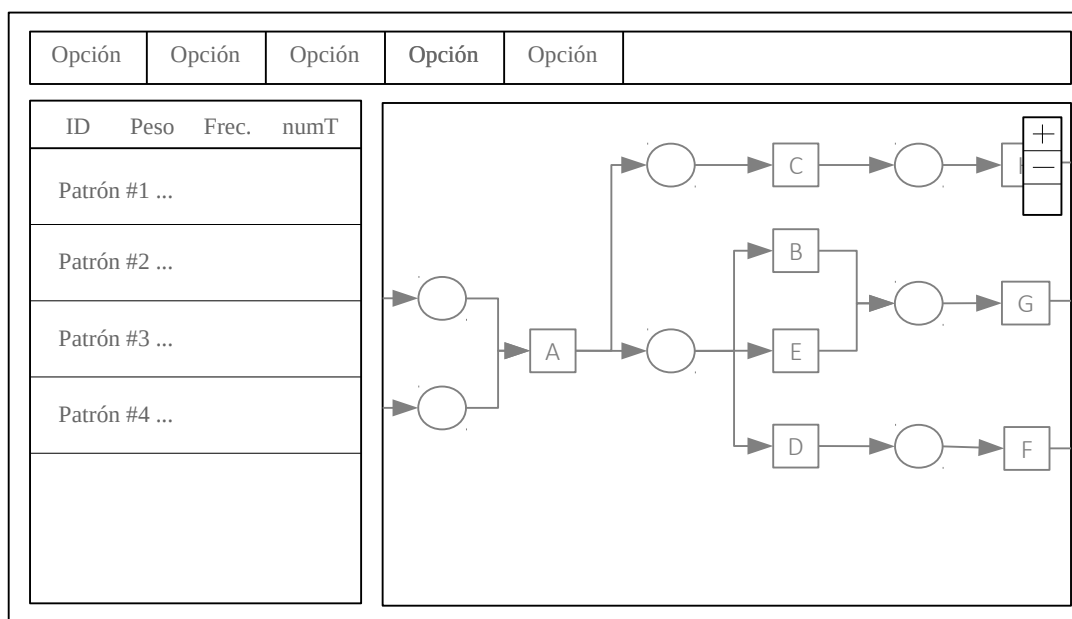 Opción Opción Opción Opción Opción
ID Peso Frec. numT
Patrón #1 ...
Patrón #2 ...
Patrón #3 ...
Patrón #4 ...
C
+
−
B
G
A
E
D
F